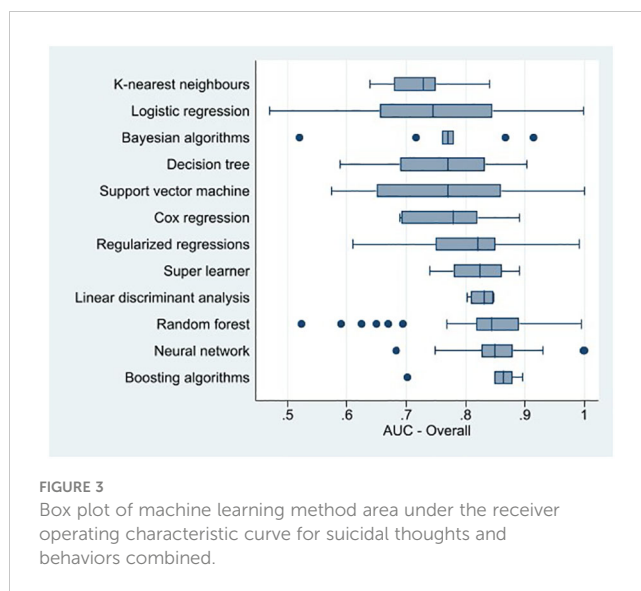 K-nearest neighbours
Logistic regression
Bayesian algorithms
Decision tree
Support vector machine
Cox regression
Regularized regressions
Super learner
Linear discriminant analysis
Random forest
Neural network
Boosting algorithms
.5 .6 .7 .8 .9 1
AUC - Overall
FIGURE 3
Box plot of machine learning method area under the receiver
operating characteristic curve for suicidal thoughts and
behaviors combined.